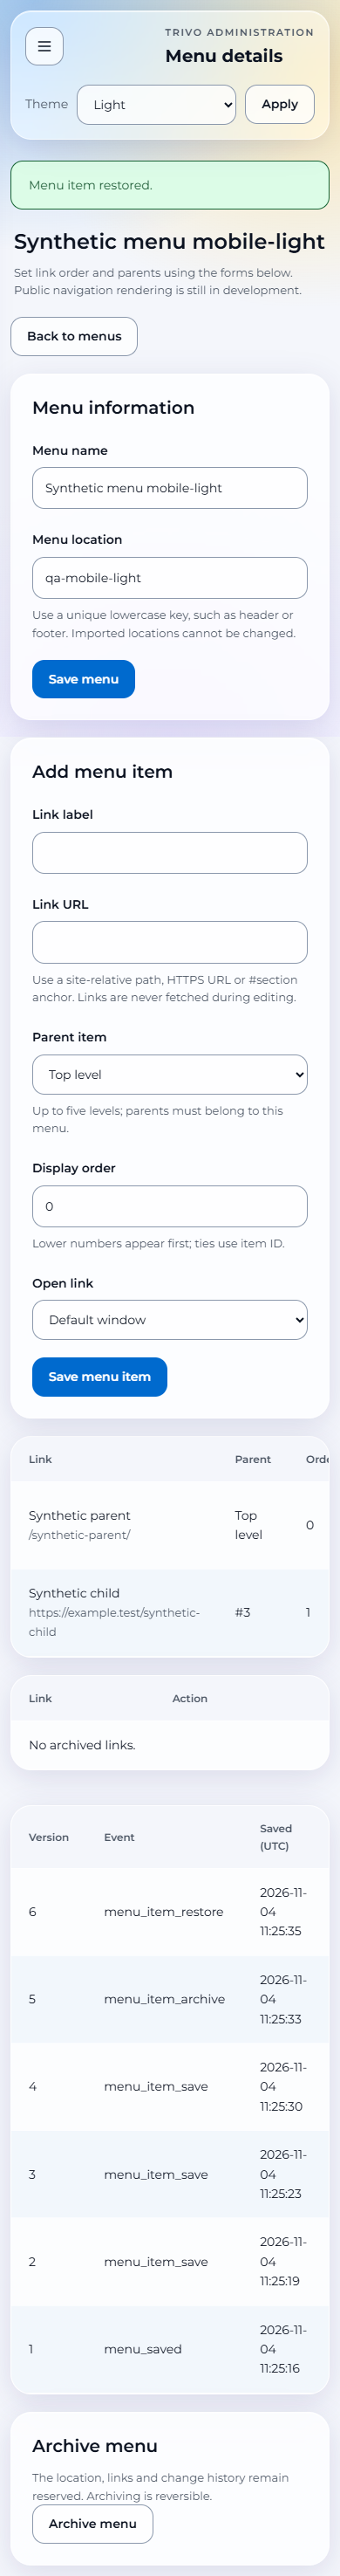 TRIVO ADMINISTRATION
Menu details
Theme
Light
Apply
Menu item restored.
Synthetic menu mobile-light
Set link order and parents using the forms below.
Public navigation rendering is still in development.
Back to menus
Menu information
Menu name
Synthetic menu mobile-light
Menu location
qa-mobile-light
Use a unique lowercase key, such as header or
footer. Imported locations cannot be changed.
Save menu
Add menu item
Link label
Link URL
Use a site-relative path, HTTPS URL or #section
anchor. Links are never fetched during editing.
Parent item
Top level
Up to five levels; parents must belong to this
menu.
Display order
0
Lower numbers appear first; ties use item ID.
Open link
Default window
Save menu item
Link Parent Orde
Synthetic parent
/synthetic-parent/
Top
level
0
Synthetic child
https://example.test/synthetic-
child
#3
1
Link Action
No archived links.
Version Event Saved
(UTC)
6 menu_item_restore 2026-11-
04
11:25:35
5 menu_item_archive 2026-11-
04
11:25:33
4 menu_item_save 2026-11-
04
11:25:30
3 menu_item_save 2026-11-
04
11:25:23
2 menu_item_save 2026-11-
04
11:25:19
1 menu_saved 2026-11-
04
11:25:16
Archive menu
The location, links and change history remain
reserved. Archiving is reversible.
Archive menu